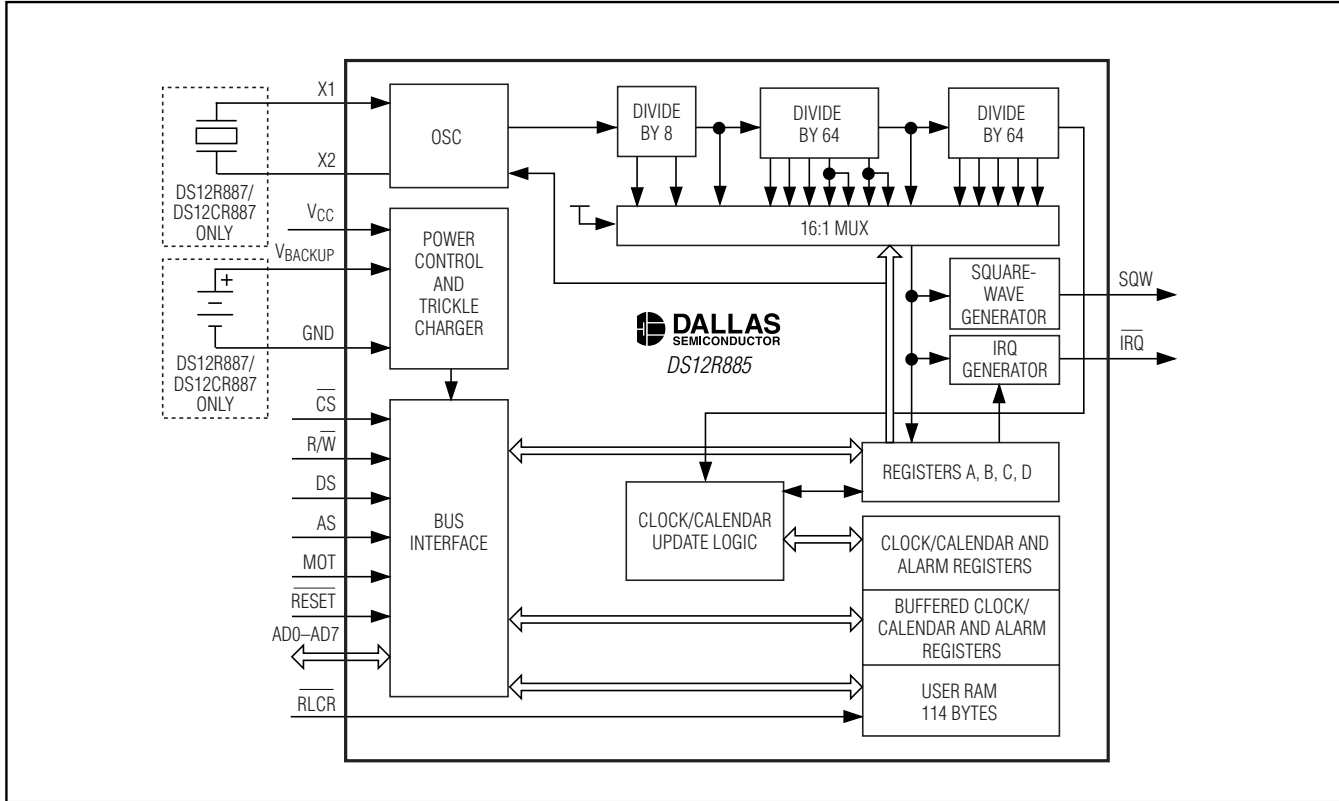 X1
X2
DS12R887/
DS12CR887
ONLY
VCC
VBACKUP
+
GND
DS12R887/
DS12CR887
ONLY
CS
R/W
DS
AS
MOT
RESET
AD0–AD7
RLCR
OSC
DIVIDE
BY 8
DIVIDE
BY 64
DIVIDE
BY 64
16:1 MUX
POWER
CONTROL
AND
TRICKLE
CHARGER
SQUARE-
WAVE
GENERATOR
SQW
IRQ
GENERATOR
IRQ
DALLAS
SEMICONDUCTOR
DS12R885
BUS
INTERFACE
REGISTERS A, B, C, D
CLOCK/CALENDAR
UPDATE LOGIC
CLOCK/CALENDAR AND
ALARM REGISTERS
BUFFERED CLOCK/
CALENDAR AND ALARM
REGISTERS
USER RAM
114 BYTES